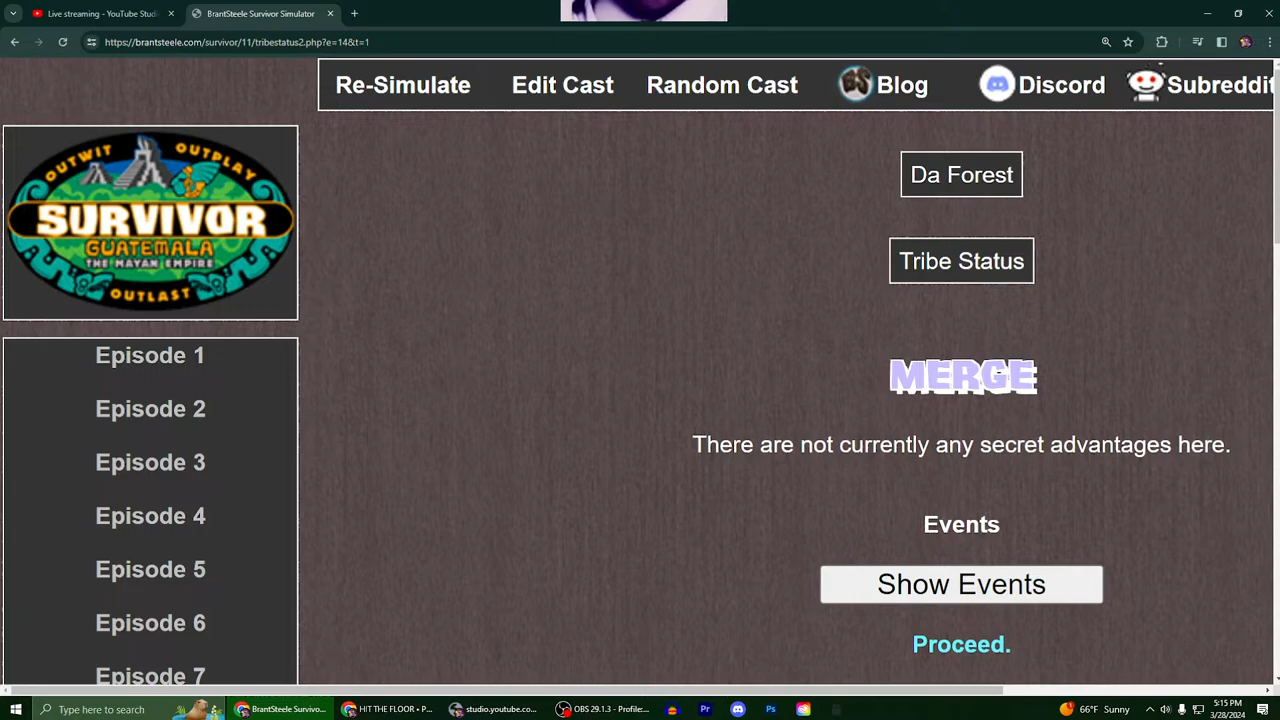 Live streaming - YouTube Studi
BrantSteele Survivor Simulator
https://brantsteele.com/survivor/11/tribestatus2.php?e=14&t=1
Re-Simulate
Edit Cast
Random Cast
Blog
Discord
Subreddit
OUTWIT OUTPLAY
SURVIVOR
GUATEMALA
THE MAYAN EMPIRE
OUTLAST
Da Forest
Tribe Status
MERGE
There are not currently any secret advantages here.
Events
Show Events
Proceed.
Episode 1
Episode 2
Episode 3
Episode 4
Episode 5
Episode 6
Episode 7
Type here to search
BrantSteele Survivo...
HIT THE FLOOR • P...
studio.youtube.co...
OBS 29.1.3 - Profile:...
Pr
Ps
66°F Sunny
5:15 PM
3/28/2024